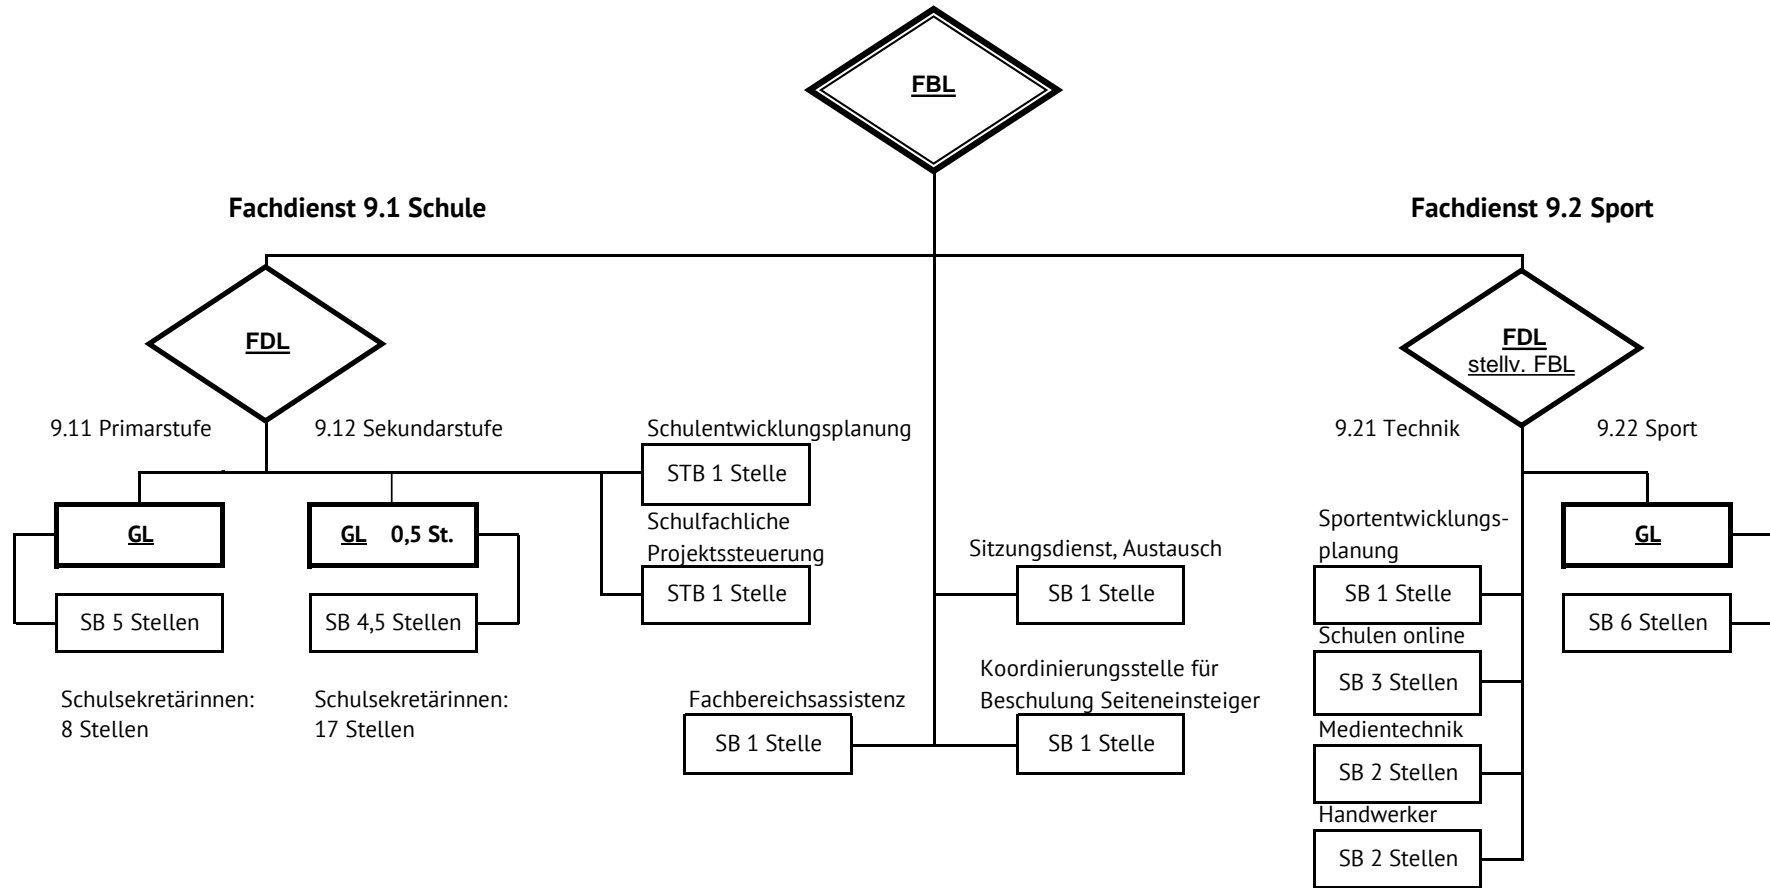 FBL
Fachdienst 9.1 Schule
Fachdienst 9.2 Sport
FDL
FDL
stellv. FBL
9.11 Primarstufe
9.12 Sekundarstufe
Schulentwicklungsplanung
9.21 Technik
9.22 Sport
STB 1 Stelle
GL
GL 0,5 St.
Schulfachliche
Projektssteuerung
STB 1 Stelle
SB 5 Stellen
SB 4,5 Stellen
Schulsekretärinnen:
8 Stellen
Schulsekretärinnen:
17 Stellen
Sitzungsdienst, Austausch
SB 1 Stelle
Fachbereichsassistenz
SB 1 Stelle
Koordinierungsstelle für
Beschulung Seiteneinsteiger
SB 1 Stelle
Sportentwicklungs-
planung
SB 1 Stelle
Schulen online
SB 3 Stellen
Medientechnik
SB 2 Stellen
Handwerker
SB 2 Stellen
GL
SB 6 Stellen